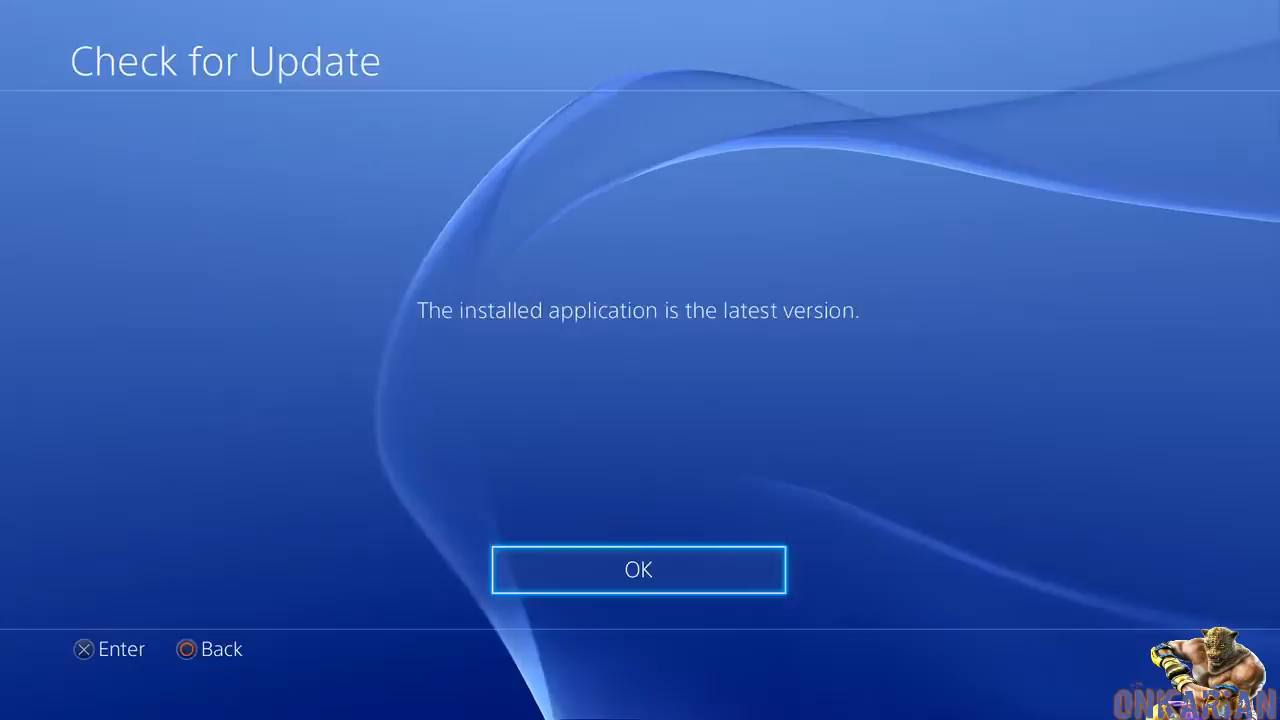 Check for Update
The installed application is the latest version.
OK
Enter
Back